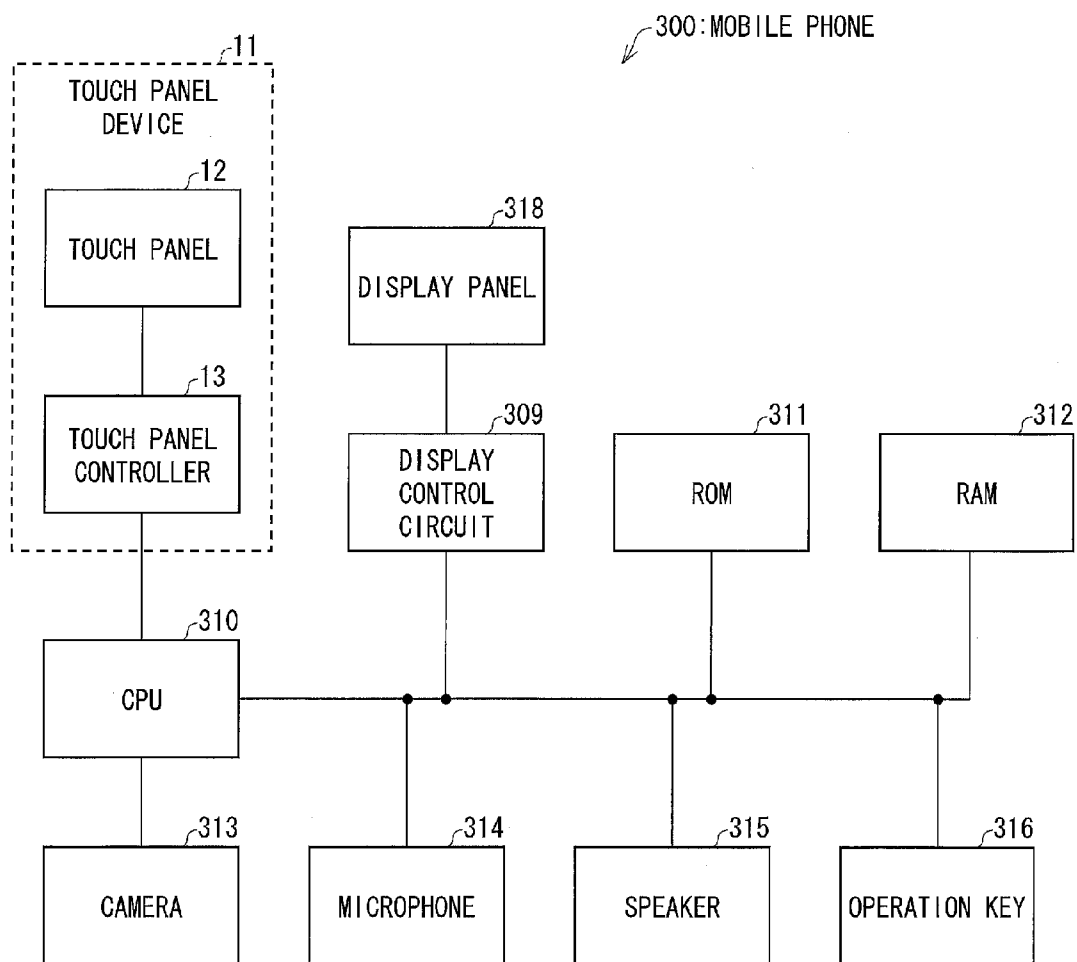 300:MOBILE PHONE
11
TOUCH PANEL
DEVICE
12
TOUCH PANEL
318
DISPLAY PANEL
13
TOUCH PANEL
CONTROLLER
309
DISPLAY
CONTROL
CIRCUIT
311
ROM
312
RAM
310
CPU
313
CAMERA
314
MICROPHONE
315
SPEAKER
316
OPERATION KEY